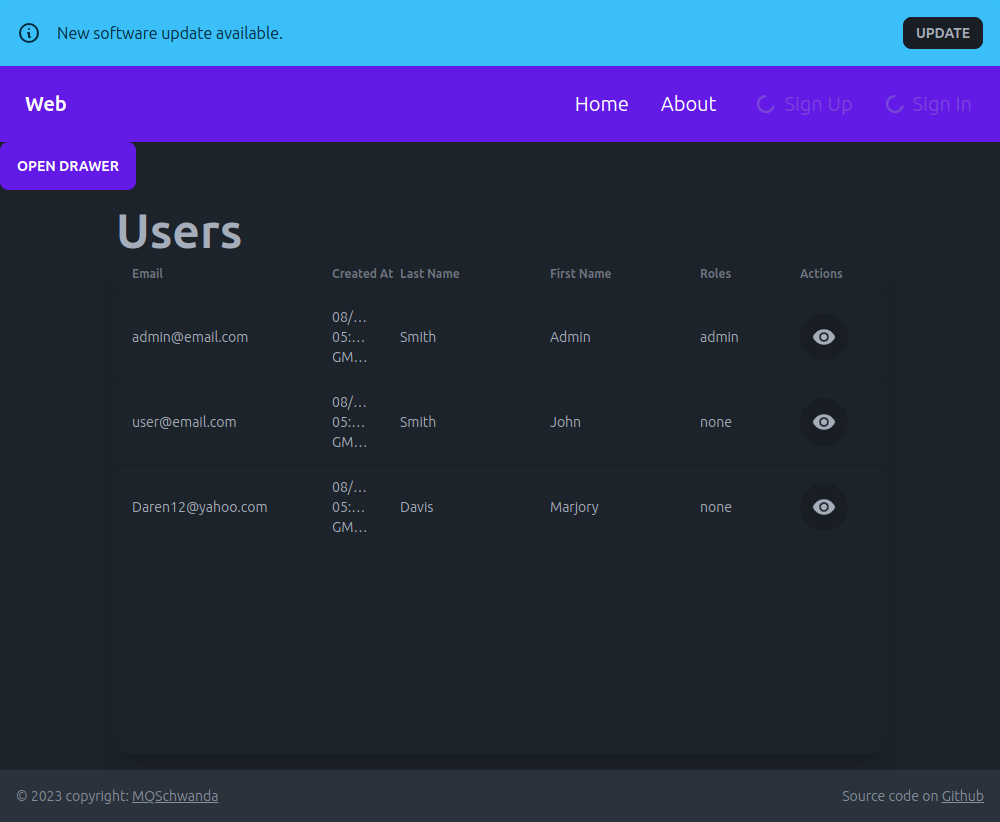 New software update available.
UPDATE
Web
Home
About
Sign Up
Sign In
OPEN DRAWER
Users
Email Created At Last Name First Name Roles Actions
admin@email.com 08/… 05:… GM… Smith Admin admin
user@email.com 08/… 05:… GM… Smith John none
Daren12@yahoo.com 08/… 05:… GM… Davis Marjory none
© 2023 copyright: MQSchwanda
Source code on Github